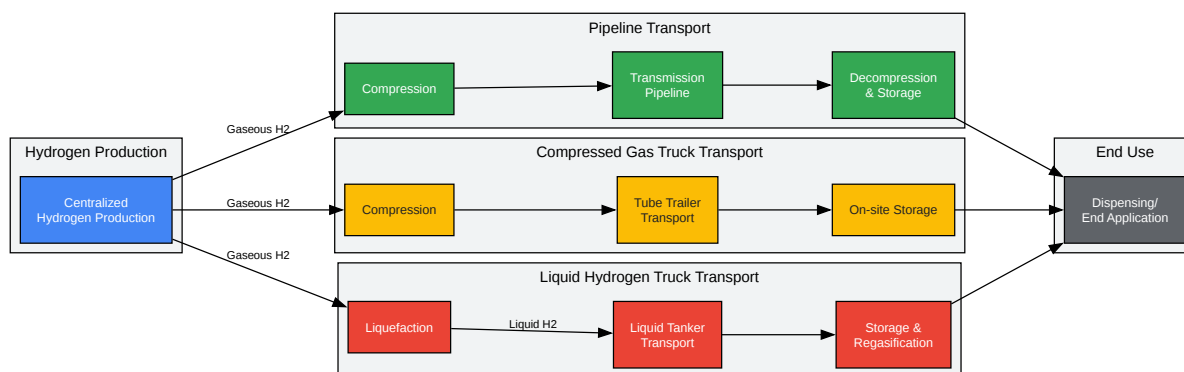 Pipeline Transport
Compression
Transmission
Pipeline
Decompression
& Storage
Gaseous H2
Hydrogen Production
Centralized
Hydrogen Production
Gaseous H2
Gaseous H2
Compressed Gas Truck Transport
Compression
Tube Trailer
Transport
On-site Storage
End Use
Dispensing/
End Application
Liquid Hydrogen Truck Transport
Liquefaction
Liquid H2
Liquid Tanker
Transport
Storage &
Regasification